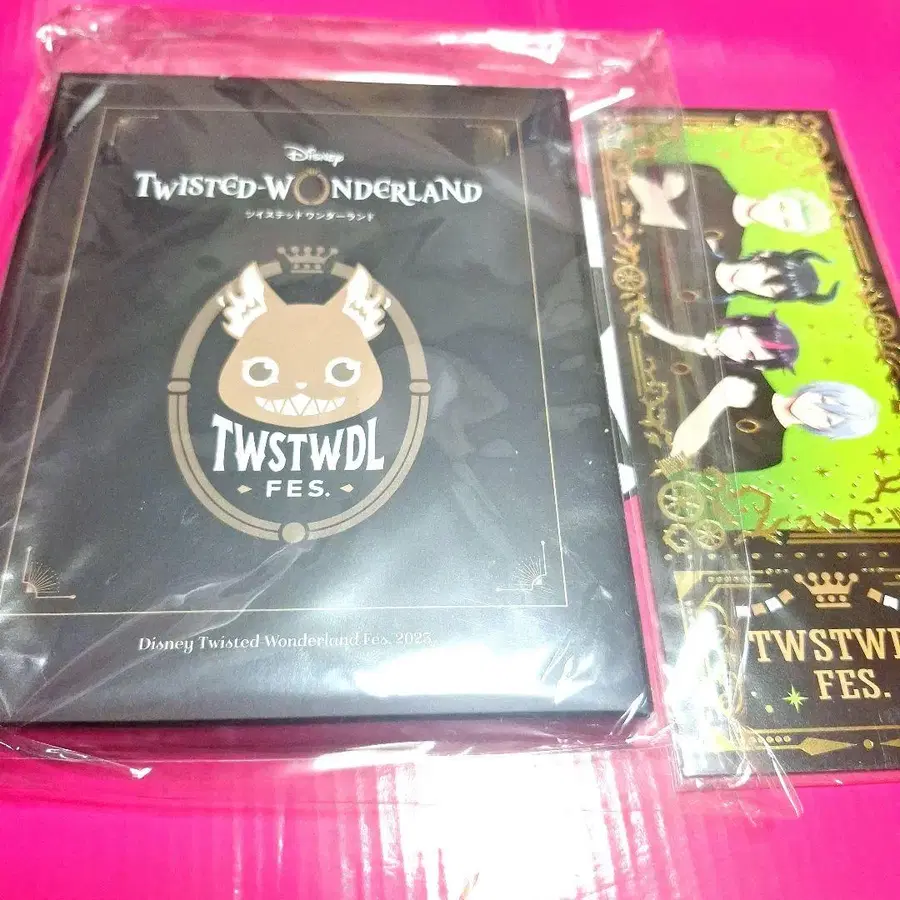 Disney
TWISTED-WONDERLAND
ツイステッドワンダーランド
TWSTWDL
FES.
Disney Twisted-Wonderland Fes. 2023
TWSTWD
FES.